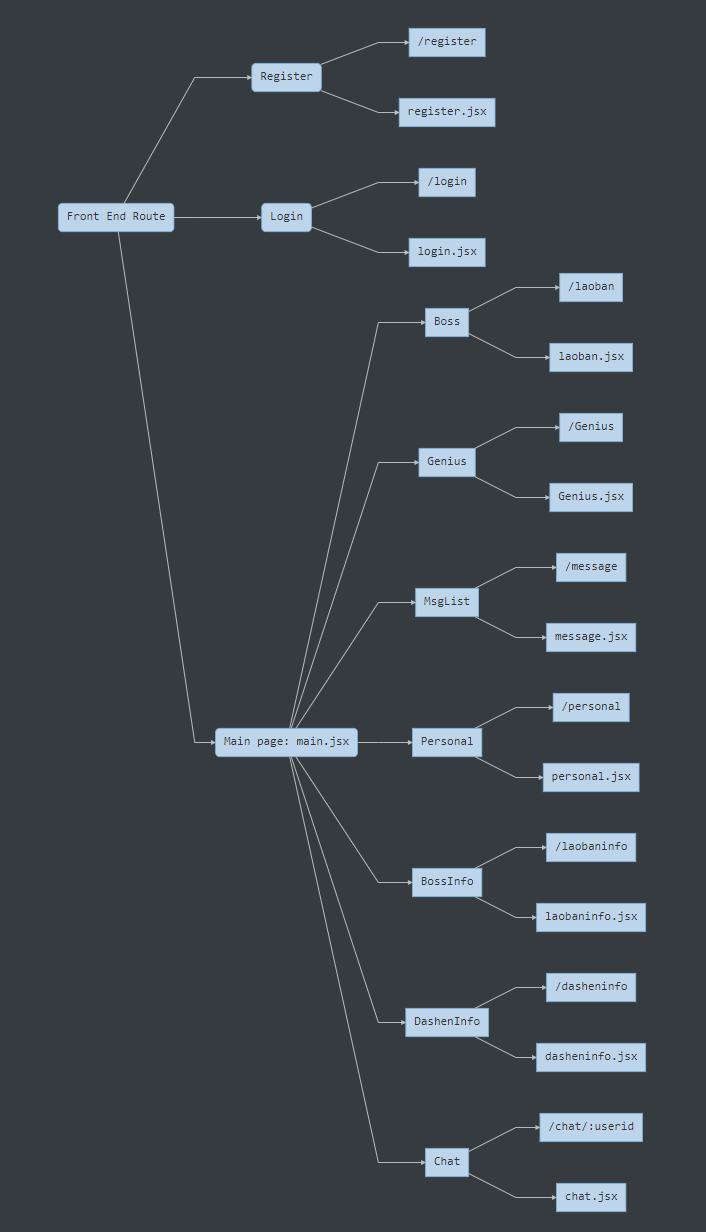 /register
Register
register.jsx
/login
Front End Route
Login
login.jsx
/laoban
Boss
laoban.jsx
/Genius
Genius
Genius.jsx
/message
MsgList
message.jsx
/personal
Main page: main.jsx
Personal
personal.jsx
/laobaninfo
BossInfo
laobaninfo.jsx
/dasheninfo
DashenInfo
dasheninfo.jsx
/chat/:userid
Chat
chat.jsx